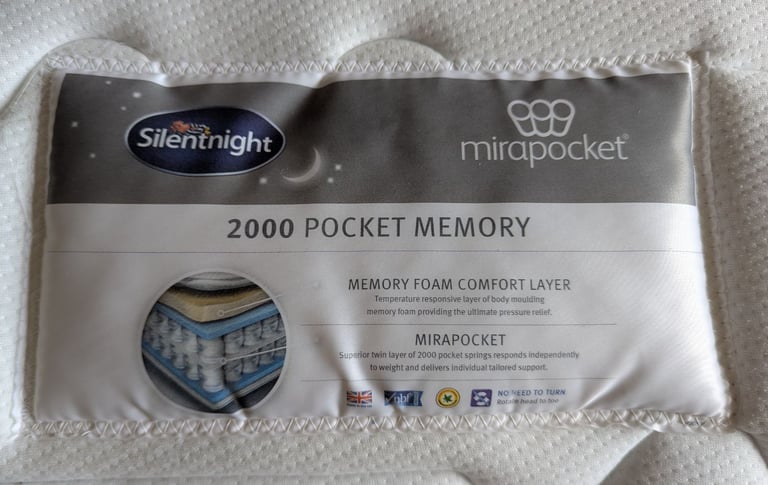 Silentnight
mirapocket®
2000 POCKET MEMORY
MEMORY FOAM COMFORT LAYER
Temperature responsive layer of body moulding
memory foam providing the ultimate pressure relief.
MIRAPOCKET
Superior twin layer of 2000 pocket springs responds independently
to weight and delivers individual tailored support.
nbf
NO NEED TO TURN
Rotate head to toe